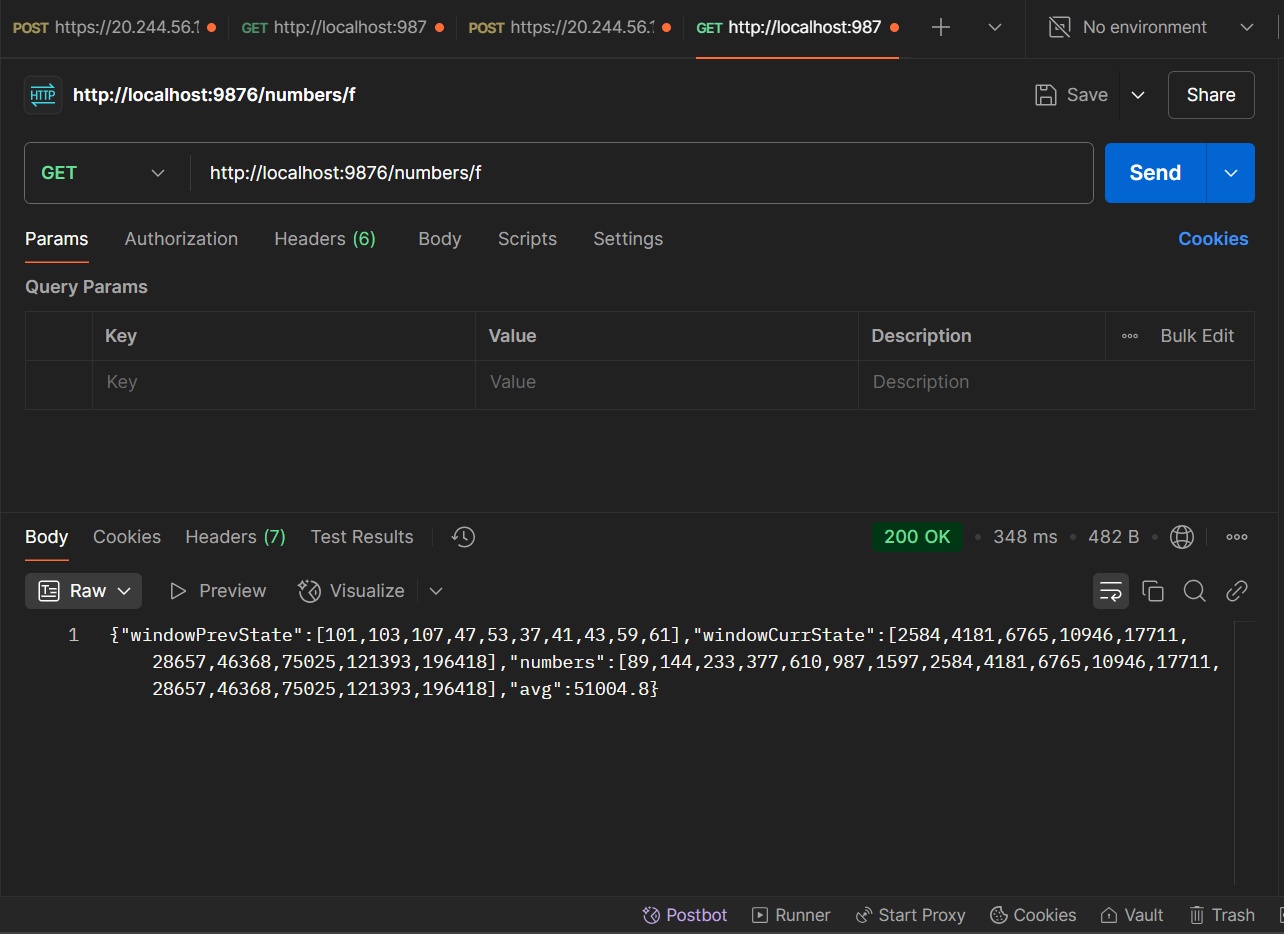 POST https://20.244.56.1 GET http://localhost:987 POST https://20.244.56.1 GET http://localhost:987 No environment
HTTP http://localhost:9876/numbers/f Save Share
GET http://localhost:9876/numbers/f Send
Params Authorization Headers (6) Body Scripts Settings Cookies
Query Params
Key Value Description Bulk Edit
Key Value Description
Body Cookies Headers (7) Test Results 200 OK 348 ms 482 B
Raw Preview Visualize
1 {"windowPrevState":[101,103,107,47,53,37,41,43,59,61],"windowCurrState":[2584,4181,6765,10946,17711,
28657,46368,75025,121393,196418],"numbers":[89,144,233,377,610,987,1597,2584,4181,6765,10946,17711,
28657,46368,75025,121393,196418],"avg":51004.8}
Postbot Runner Start Proxy Cookies Vault Trash